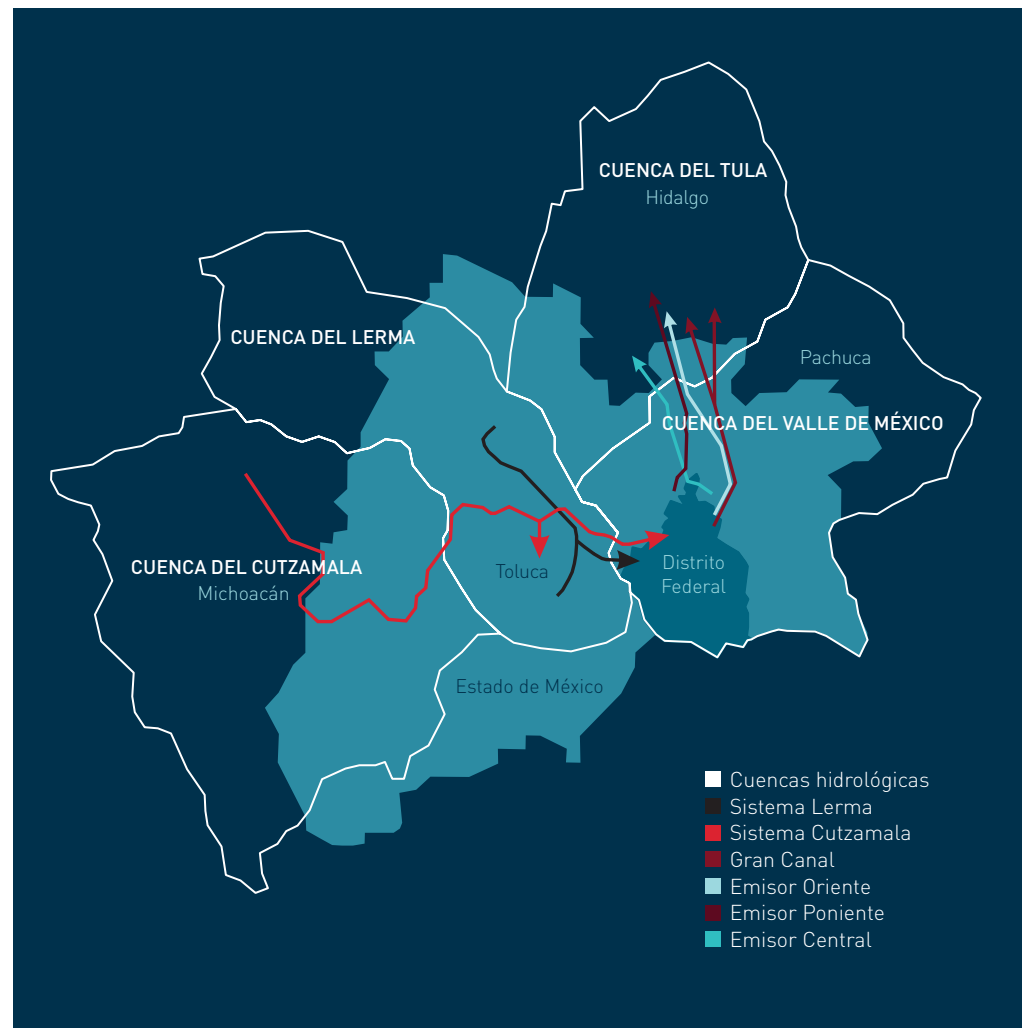 CUENCA DEL TULA
Hidalgo
CUENCA DEL LERMA
Pachuca
CUENCA DEL VALLE DE MÉXICO
CUENCA DEL CUTZAMALA
Michoacán
Toluca
Distrito
Federal
Estado de México
Cuencas hidrológicas
Sistema Lerma
Sistema Cutzamala
Gran Canal
Emisor Oriente
Emisor Poniente
Emisor Central